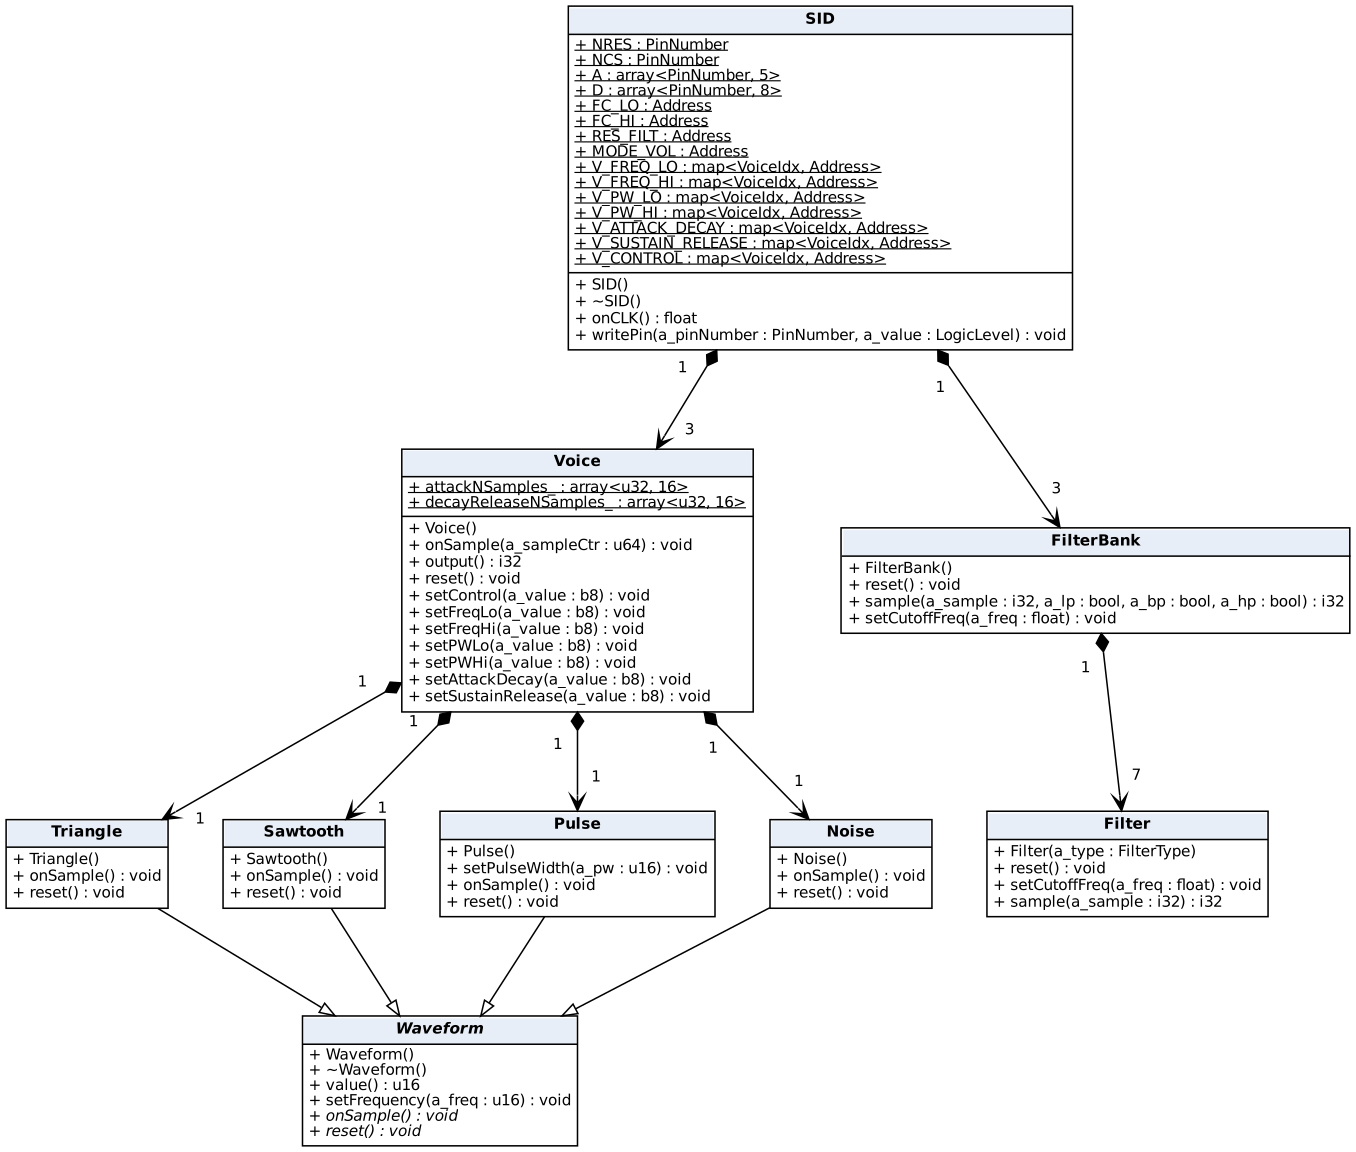 SID
+ NRES : PinNumber
+ NCS : PinNumber
+ A : array<PinNumber, 5>
+ D : array<PinNumber, 8>
+ FC_LO : Address
+ FC_HI : Address
+ RES_FILT : Address
+ MODE_VOL : Address
+ V_FREQ_LO : map<VoiceIdx, Address>
+ V_FREQ_HI : map<VoiceIdx, Address>
+ V_PW_LO : map<VoiceIdx, Address>
+ V_PW_HI : map<VoiceIdx, Address>
+ V_ATTACK_DECAY : map<VoiceIdx, Address>
+ V_SUSTAIN_RELEASE : map<VoiceIdx, Address>
+ V_CONTROL : map<VoiceIdx, Address>
+ SID()
+ ~SID()
+ onCLK() : float
+ writePin(a_pinNumber : PinNumber, a_value : LogicLevel) : void
1
1
3
3
Voice
+ attackNSamples_ : array<u32, 16>
+ decayReleaseNSamples_ : array<u32, 16>
+ Voice()
+ onSample(a_sampleCtr : u64) : void
+ output() : i32
+ reset() : void
+ setControl(a_value : b8) : void
+ setFreqLo(a_value : b8) : void
+ setFreqHi(a_value : b8) : void
+ setPWLo(a_value : b8) : void
+ setPWHi(a_value : b8) : void
+ setAttackDecay(a_value : b8) : void
+ setSustainRelease(a_value : b8) : void
FilterBank
+ FilterBank()
+ reset() : void
+ sample(a_sample : i32, a_lp : bool, a_bp : bool, a_hp : bool) : i32
+ setCutoffFreq(a_freq : float) : void
1
1
1
1
1
1
1
1
1
7
Triangle
+ Triangle()
+ onSample() : void
+ reset() : void
Sawtooth
+ Sawtooth()
+ onSample() : void
+ reset() : void
Pulse
+ Pulse()
+ setPulseWidth(a_pw : u16) : void
+ onSample() : void
+ reset() : void
Noise
+ Noise()
+ onSample() : void
+ reset() : void
Filter
+ Filter(a_type : FilterType)
+ reset() : void
+ setCutoffFreq(a_freq : float) : void
+ sample(a_sample : i32) : i32
Waveform
+ Waveform()
+ ~Waveform()
+ value() : u16
+ setFrequency(a_freq : u16) : void
+ onSample() : void
+ reset() : void